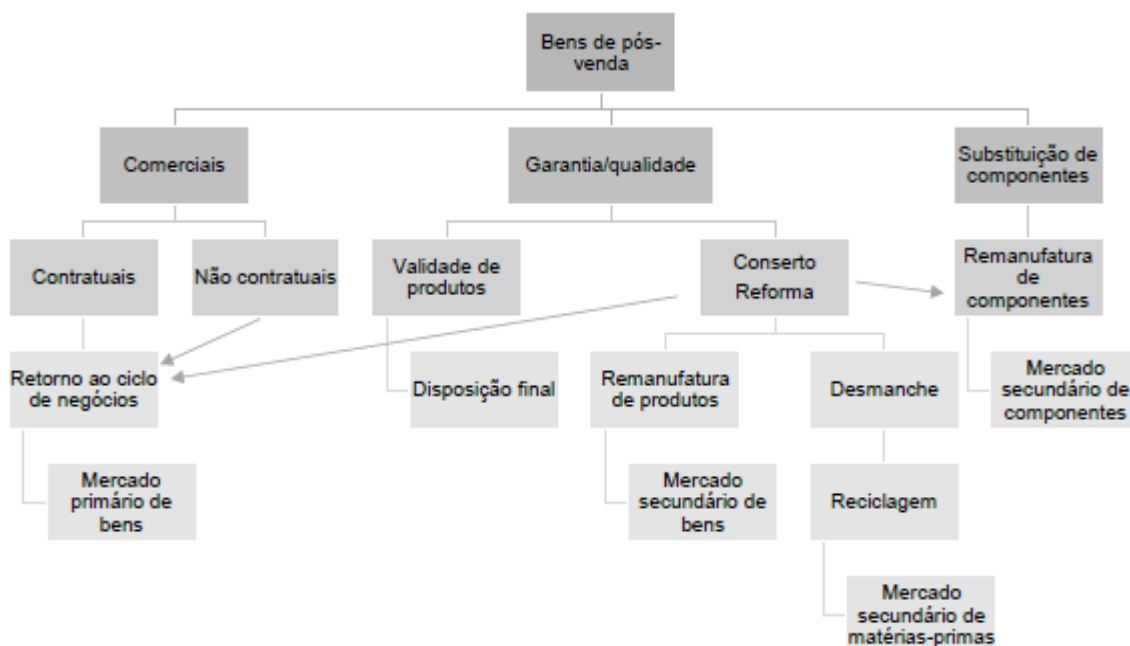 Bens de pós-
venda
Comerciais
Garantia/qualidade
Substituição de
componentes
Contratuais
Não contratuais
Validade de
produtos
Conserto
Reforma
Remanufatura
de
componentes
Retorno ao ciclo
de negócios
Disposição final
Remanufatura
de produtos
Desmanche
Mercado
secundário de
componentes
Mercado
primário de
bens
Mercado
secundário de
bens
Reciclagem
Mercado
secundário de
matérias-primas